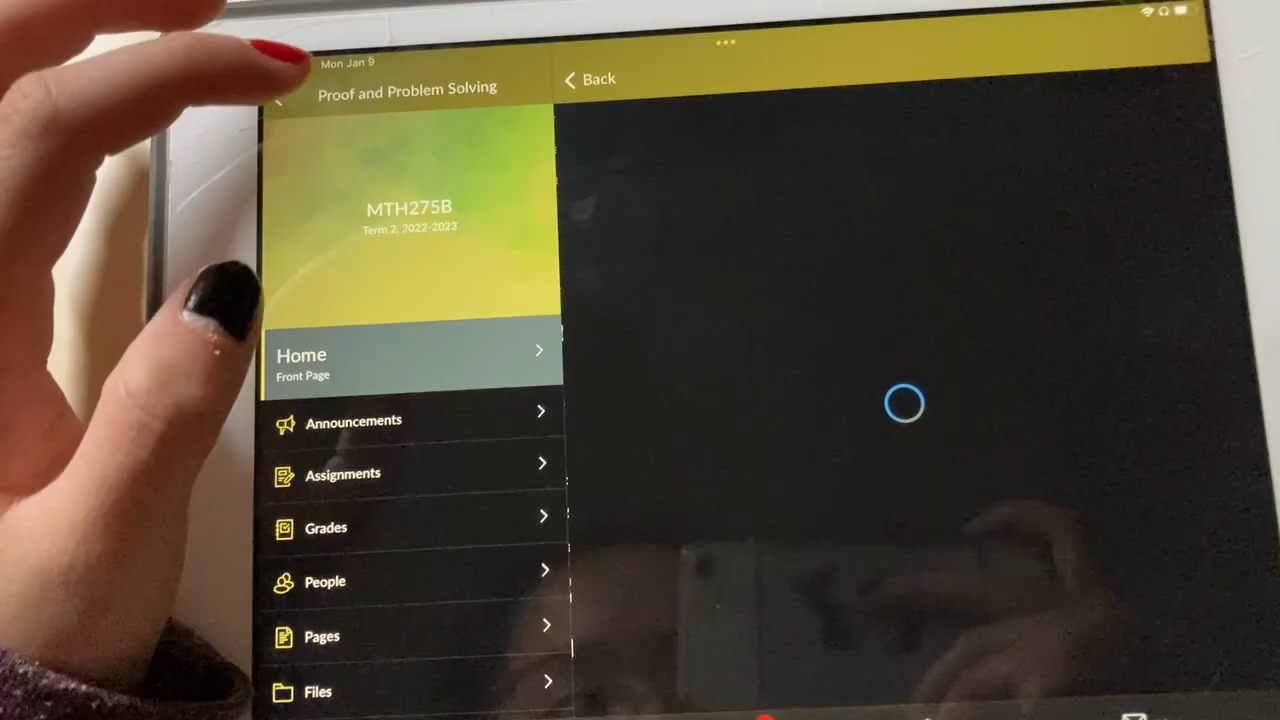 Mon Jan 9
Proof and Problem Solving
Back
MTH275B
Term 2, 2022-2023
Home
Front Page
Announcements
Assignments
Grades
People
Pages
Files